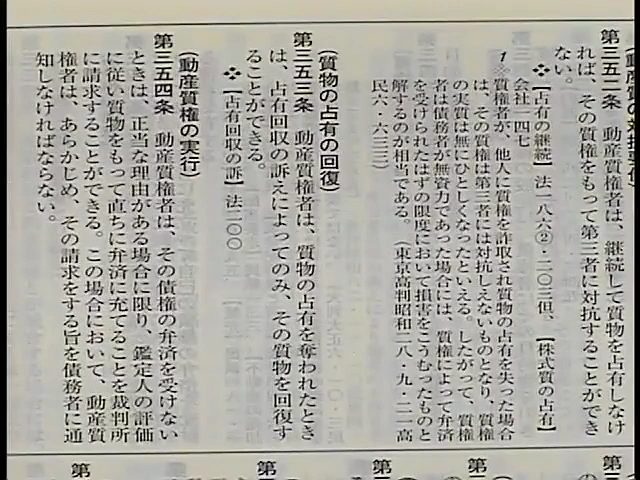 (動産質の対抗要件)
第三五二条　動産質権者は、継続して質物を占有しなけ
れば、その質権をもって第三者に対抗することができ
ない。
❖【占有の継続】法一八六②・二〇三但、【株式質の占有】
会社一四七
1　質権者が、他人に質権を詐取され質物の占有を失った場合
は、その質権は第三者には対抗しえないものとなり、質権
の実質は無にひとしくなったといえる。したがって、質権
者は債務者が無資力であった場合には、質権によって弁済
を受けられたはずの限度において損害をこうむったものと
解するのが相当である。（東京高判昭和二八・九・二一高
民六・六三三）
(質物の占有の回復)
第三五三条　動産質権者は、質物の占有を奪われたとき
は、占有回収の訴えによってのみ、その質物を回復す
ることができる。
❖【占有回収の訴】法二〇〇
(動産質権の実行)
第三五四条　動産質権者は、その債権の弁済を受けない
ときは、正当な理由がある場合に限り、鑑定人の評価
に従い質物をもって直ちに弁済に充てることを裁判所
に請求することができる。この場合において、動産質
権者は、あらかじめ、その請求をする旨を債務者に通
知しなければならない。
第三
の
第
第
第